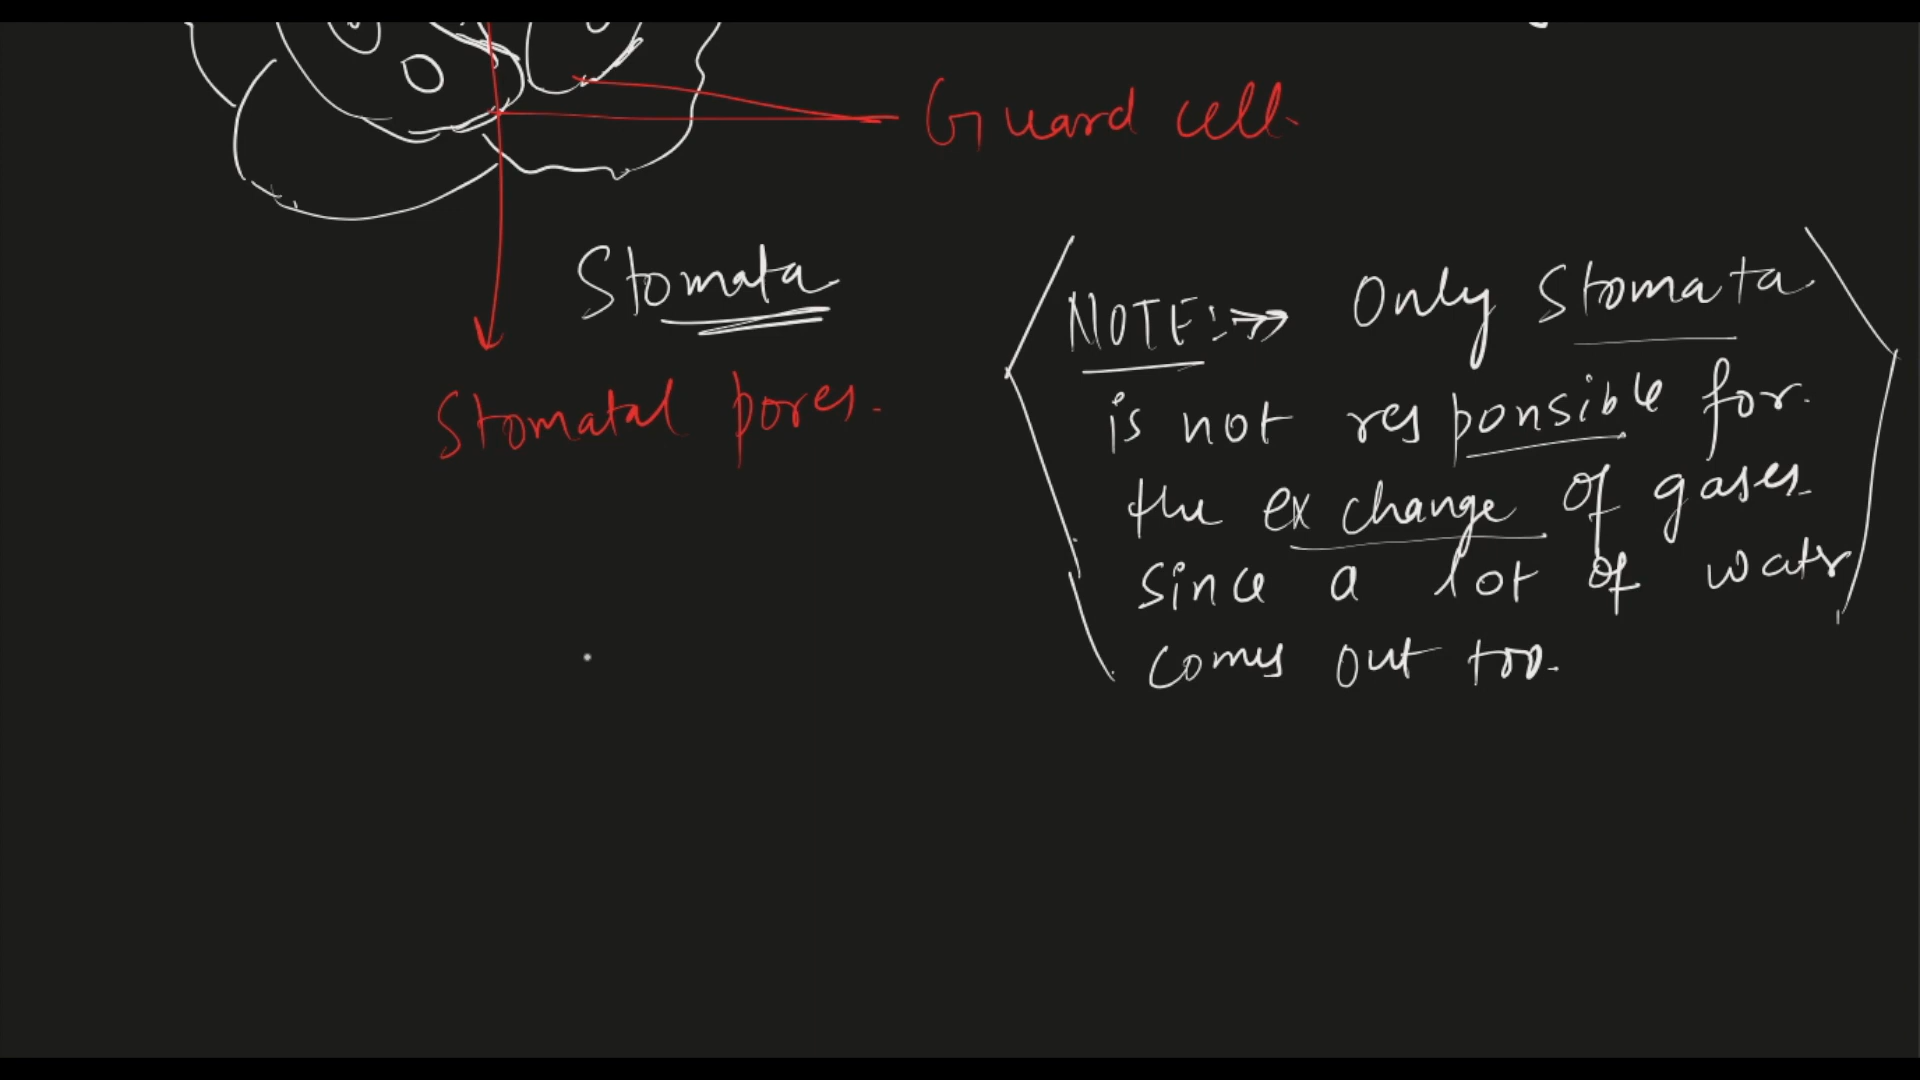 Guard cell.
Stomata
Stomatal pores.
NOTE:→ Only Stomata
is not responsible for
the exchange of gases
since a lot of water
comes out too.